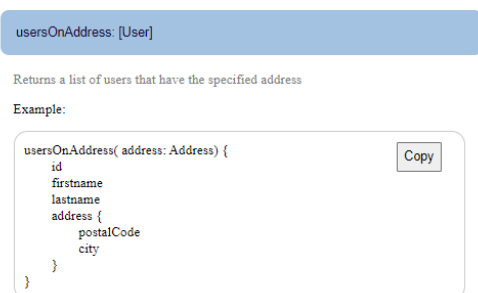 usersOnAddress: [User]
Returns a list of users that have the specified address
Example:
usersOnAddress( address: Address) {
Copy
id
firstname
lastname
address {
postalCode
city
}
}